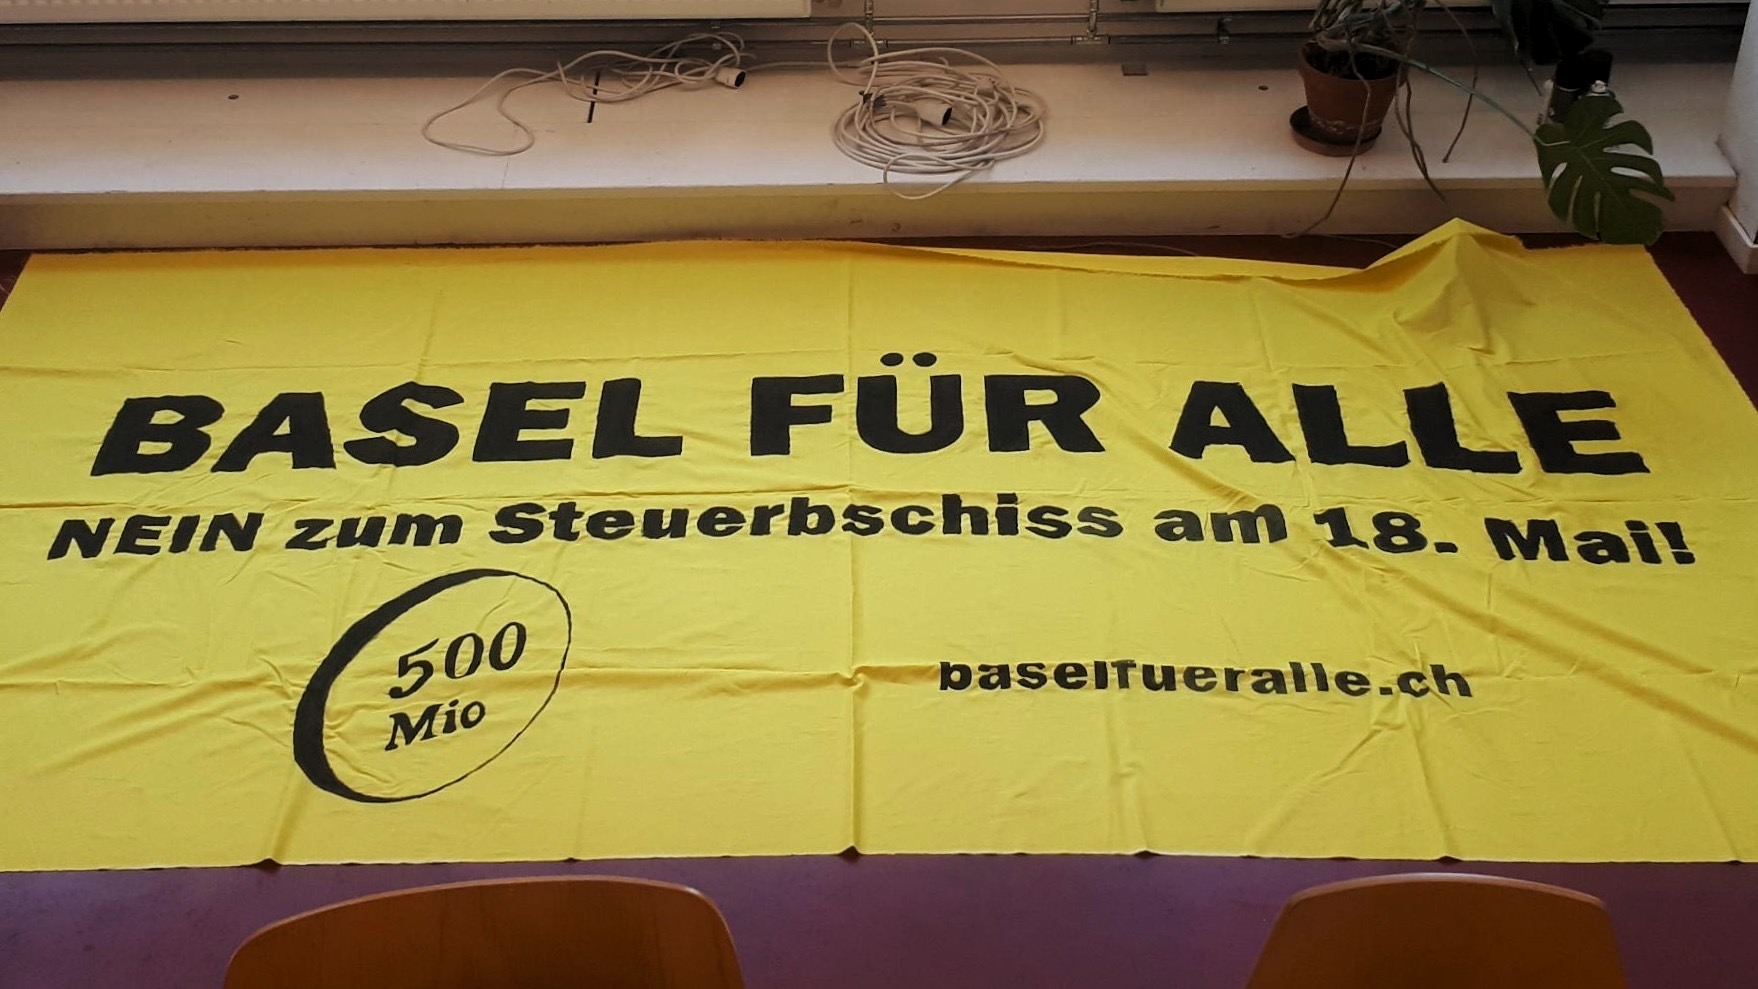 BASEL FÜR ALLE
NEIN zum Steuerbschiss am 18. Mai!
500
Mio
baselfueralle.ch